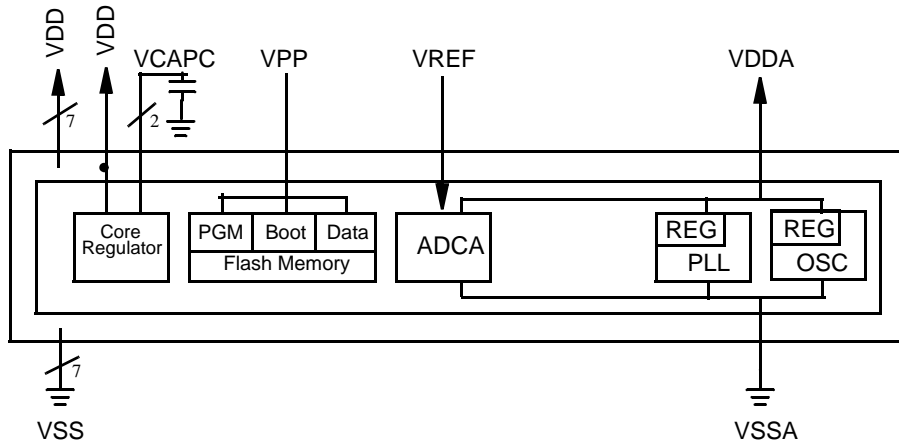 VDD
VDD
VCAPC
VPP
VREF
VDDA
7
2
Core
Regulator
PGM
Boot
Data
Flash Memory
ADCA
REG
PLL
REG
OSC
7
VSS
VSSA